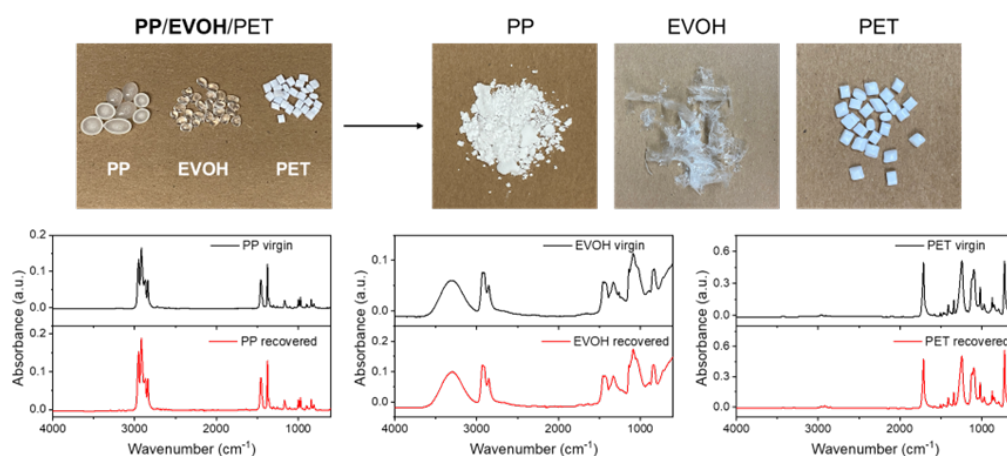 PP/EVOH/PET
PP
EVOH
PET
PP
EVOH
PET
0.2
0.1
0.0
PP virgin
0.2
0.1
0.0
PP recovered
Absorbance (a.u.)
4000
3000
2000
1000
Wavenumber (cm⁻¹)
0.1
0.0
EVOH virgin
0.1
0.0
EVOH recovered
Absorbance (a.u.)
4000
3000
2000
1000
Wavenumber (cm⁻¹)
0.6
0.3
0.0
PET virgin
0.6
0.3
0.0
PET recovered
Absorbance (a.u.)
4000
3000
2000
1000
Wavenumber (cm⁻¹)